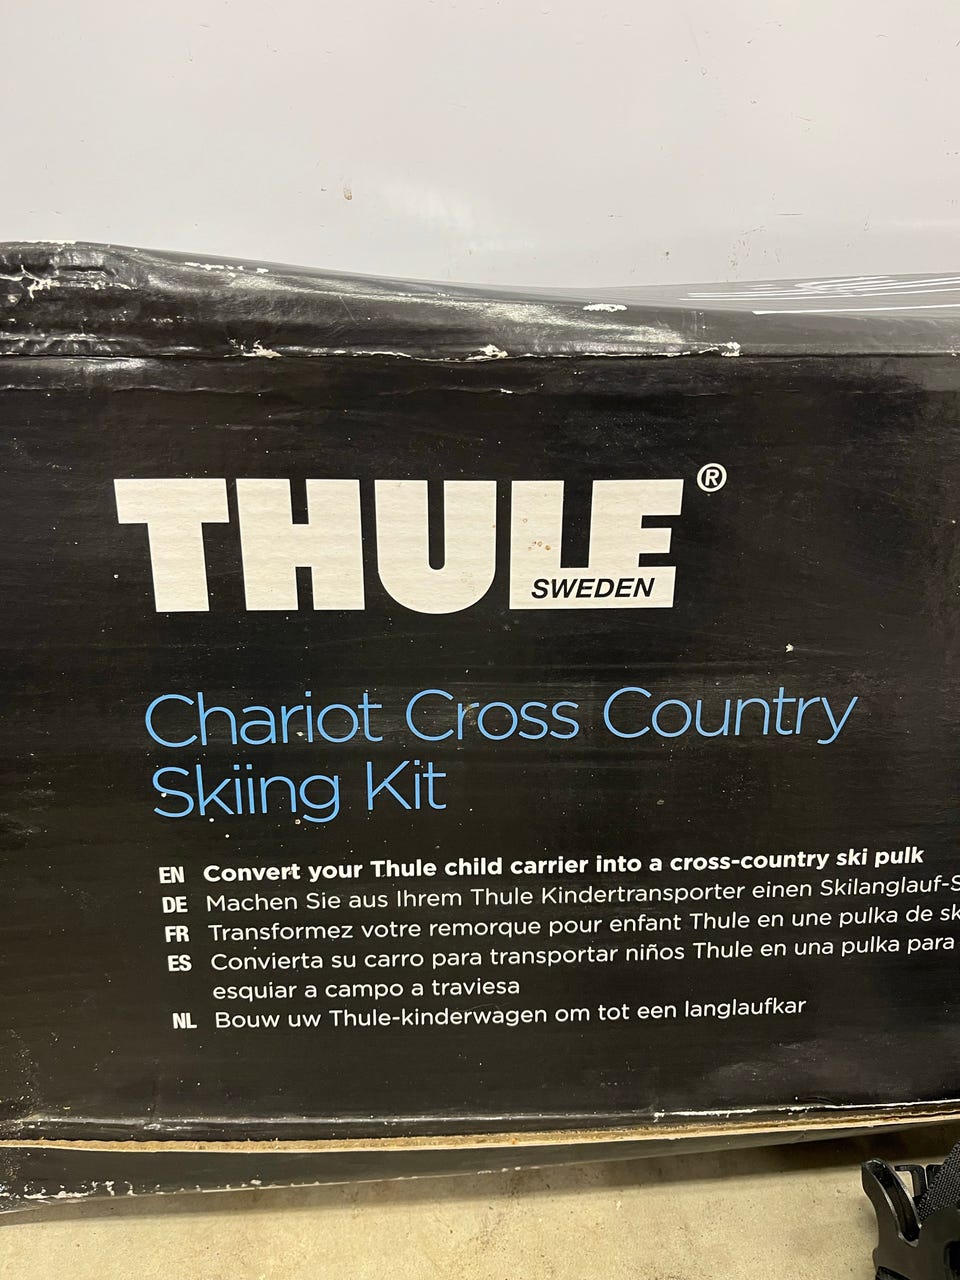 THULE ®
SWEDEN
Chariot Cross Country
Skiing Kit
EN Convert your Thule child carrier into a cross-country ski pulk
DE Machen Sie aus Ihrem Thule Kindertransporter einen Skilanglauf-S
FR Transformez votre remorque pour enfant Thule en une pulka de sk
ES Convierta su carro para transportar niños Thule en una pulka para
esquiar a campo a traviesa
NL Bouw uw Thule-kinderwagen om tot een langlaufkar